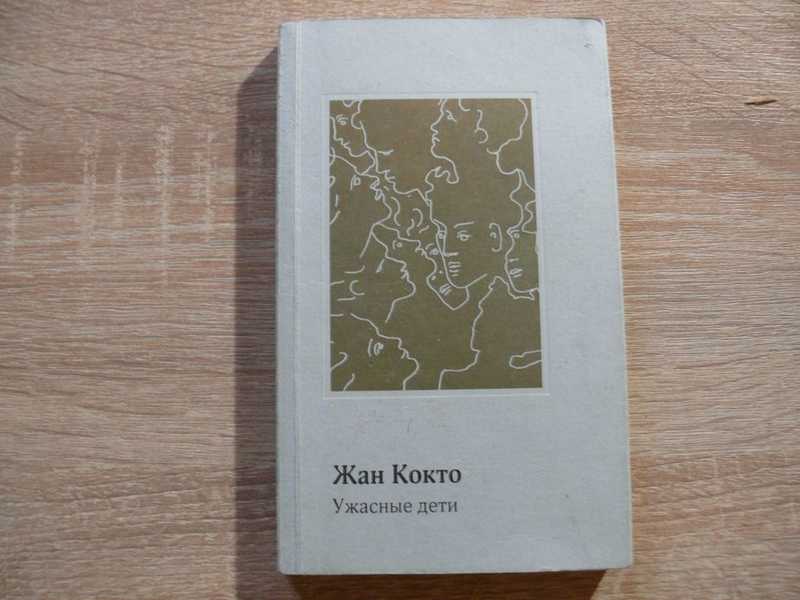 Жан Кокто
Ужасные дети